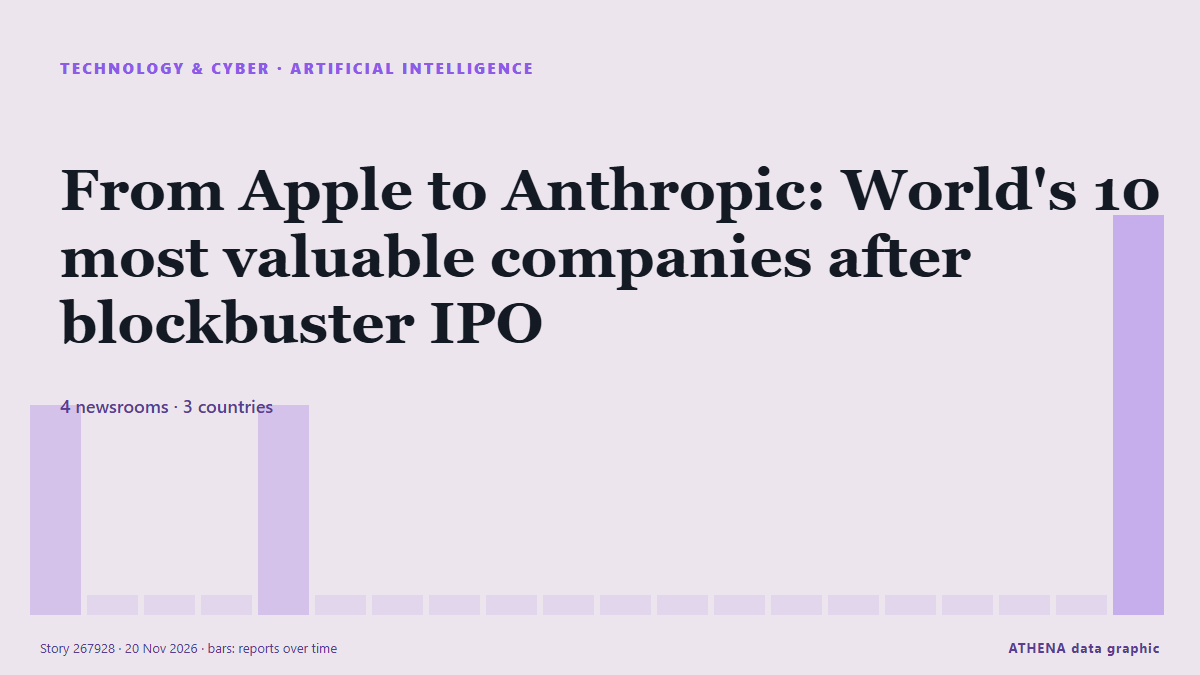 TECHNOLOGY & CYBER · ARTIFICIAL INTELLIGENCE
From Apple to Anthropic: World's 10
most valuable companies after
blockbuster IPO
4 newsrooms · 3 countries
Story 267928 · 20 Nov 2026 · bars: reports over time
ATHENA data graphic